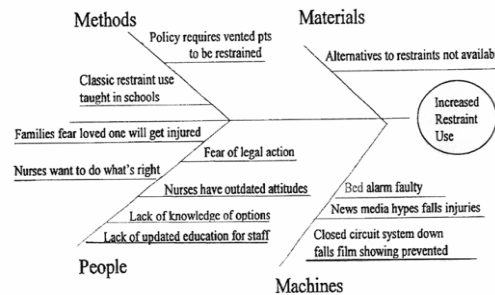 Methods
Materials
Policy requires vented pts
to be restrained
Alternatives to restraints not availab
Classic restraint use
taught in schools
Increased
Restraint
Use
Families fear loved one will get injured
Fear of legal action
Nurses want to do what's right
Nurses have outdated attitudes
Bed alarm faulty
News media hypes falls injuries
Lack of knowledge of options
Lack of updated education for staff
Closed circuit system down
falls film showing prevented
People
Machines